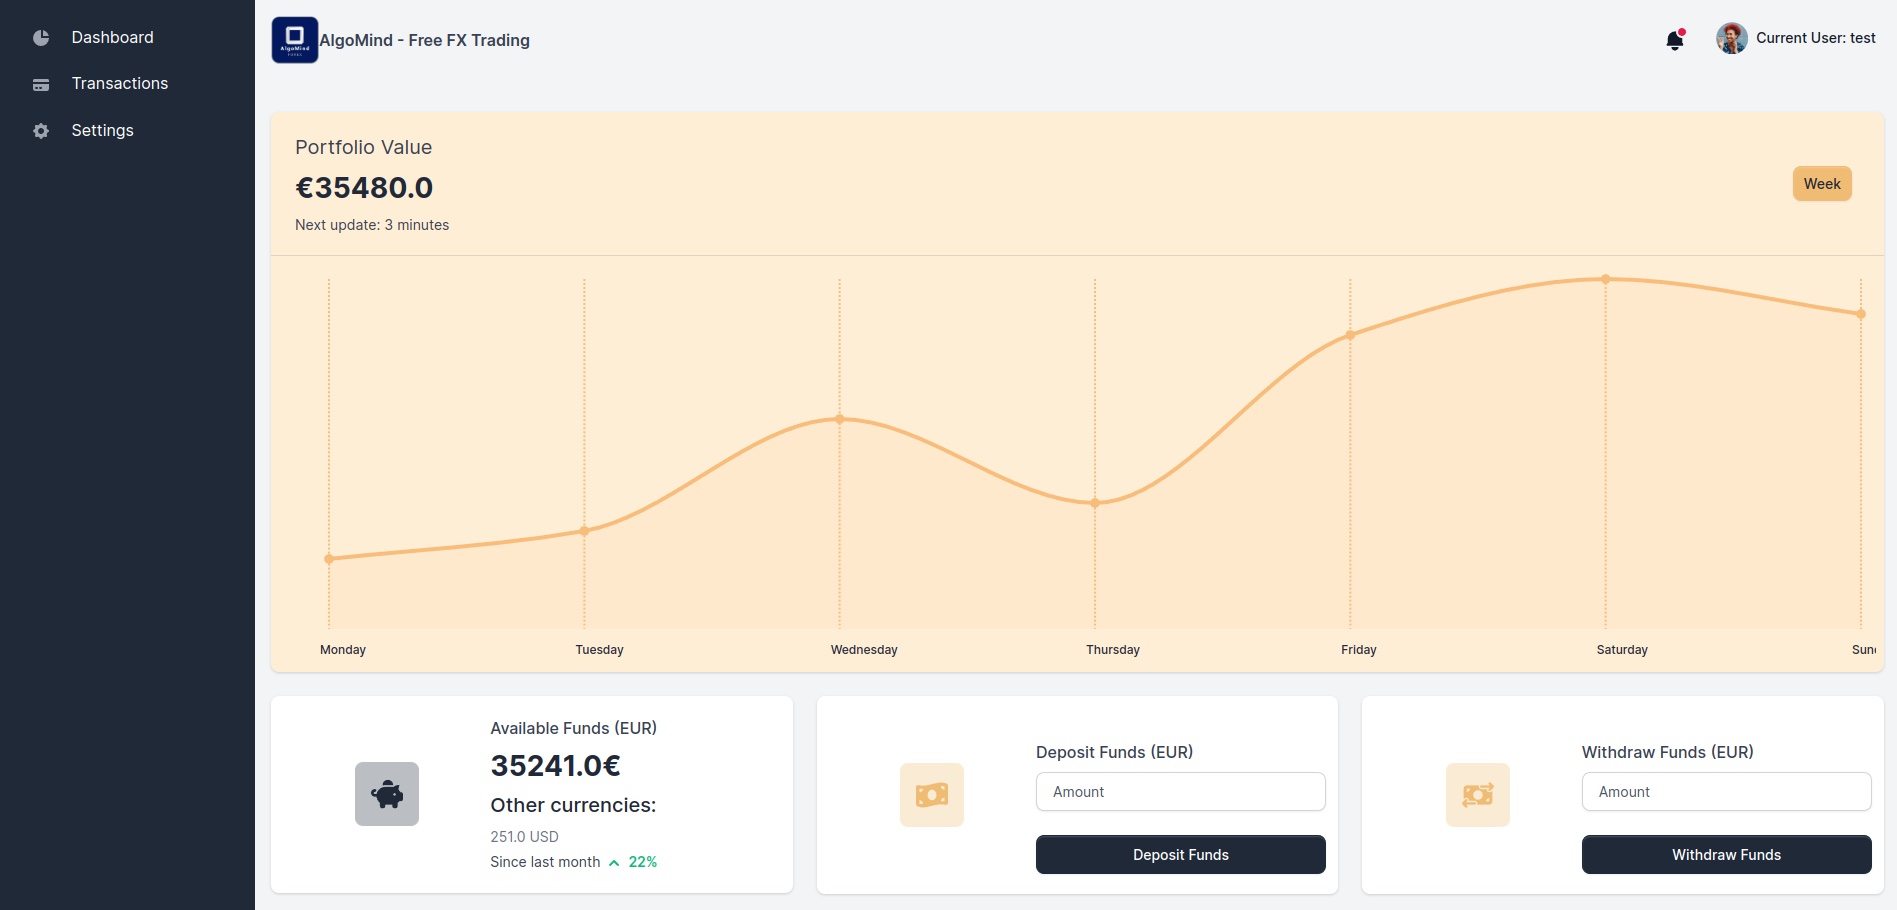 Dashboard
Transactions
Settings
AlgoMind
FOREX
AlgoMind - Free FX Trading
Current User: test
Portfolio Value
€35480.0
Next update: 3 minutes
Week
Monday
Tuesday
Wednesday
Thursday
Friday
Saturday
Sun
Available Funds (EUR)
35241.0€
Other currencies:
251.0 USD
Since last month 22%
Deposit Funds (EUR)
Amount
Deposit Funds
Withdraw Funds (EUR)
Amount
Withdraw Funds